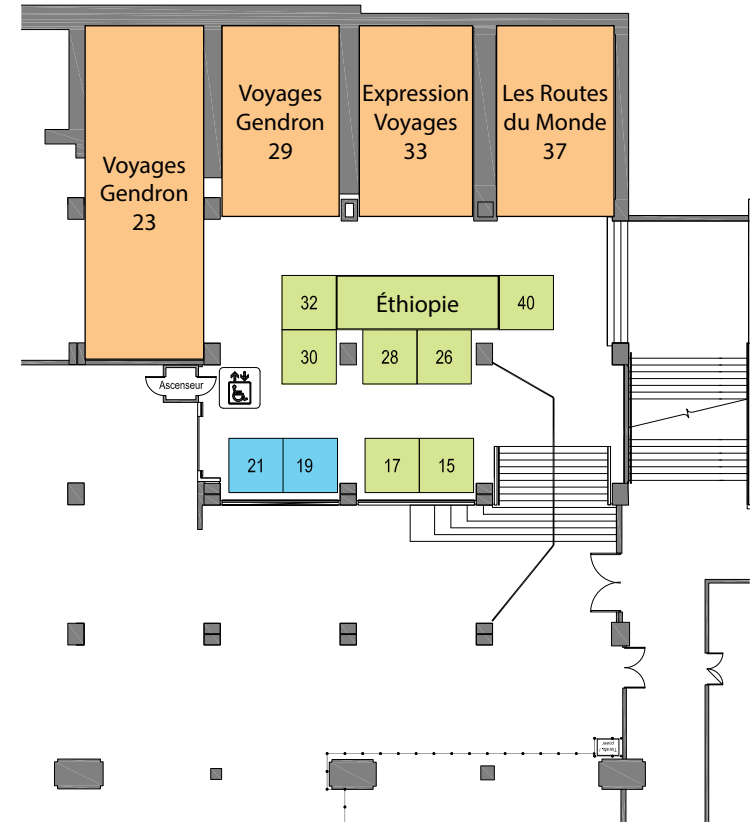 Voyages
Gendron
23
Voyages
Gendron
29
Expression
Voyages
33
Les Routes
du Monde
37
32
Éthiopie
40
30
28
26
Ascenseur
21
19
17
15